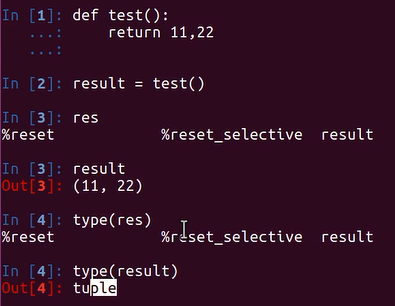 In [1]: def test():
   ...:     return 11,22
   ...:
In [2]: result = test()
In [3]: res
%reset            %reset_selective  result
In [3]: result
Out[3]: (11, 22)
In [4]: type(res)
%reset            %reset_selective  result
In [4]: type(result)
Out[4]: tuple